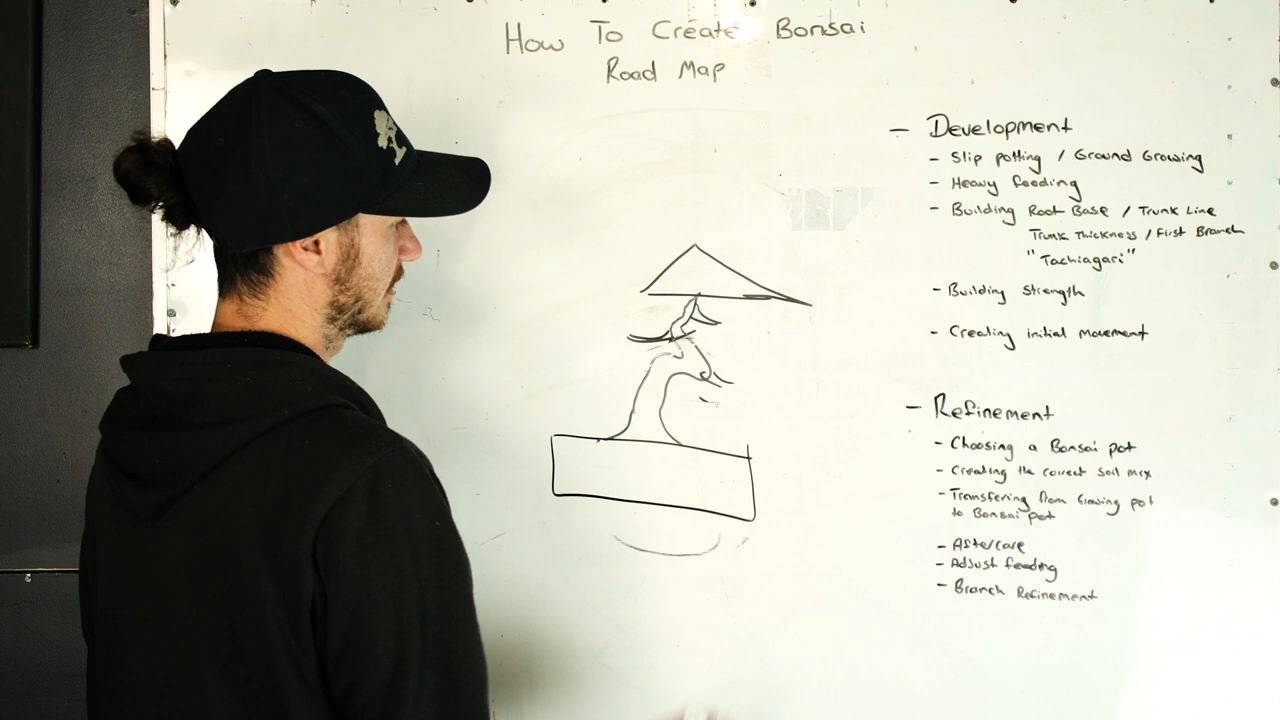 How To Create Bonsai
Road Map
- Development
- Slip potting / Ground Growing
- Heavy feeding
- Building Root Base / Trunk Line
Trunk Thickness / First Branch
"Tachiagari"
- Building Strength
- Creating initial movement
- Refinement
- Choosing a Bonsai pot
- Creating the correct soil mix
- Transfering from Growing pot
to Bonsai pot
- Aftercare
- Adjust feeding
- Branch Refinement